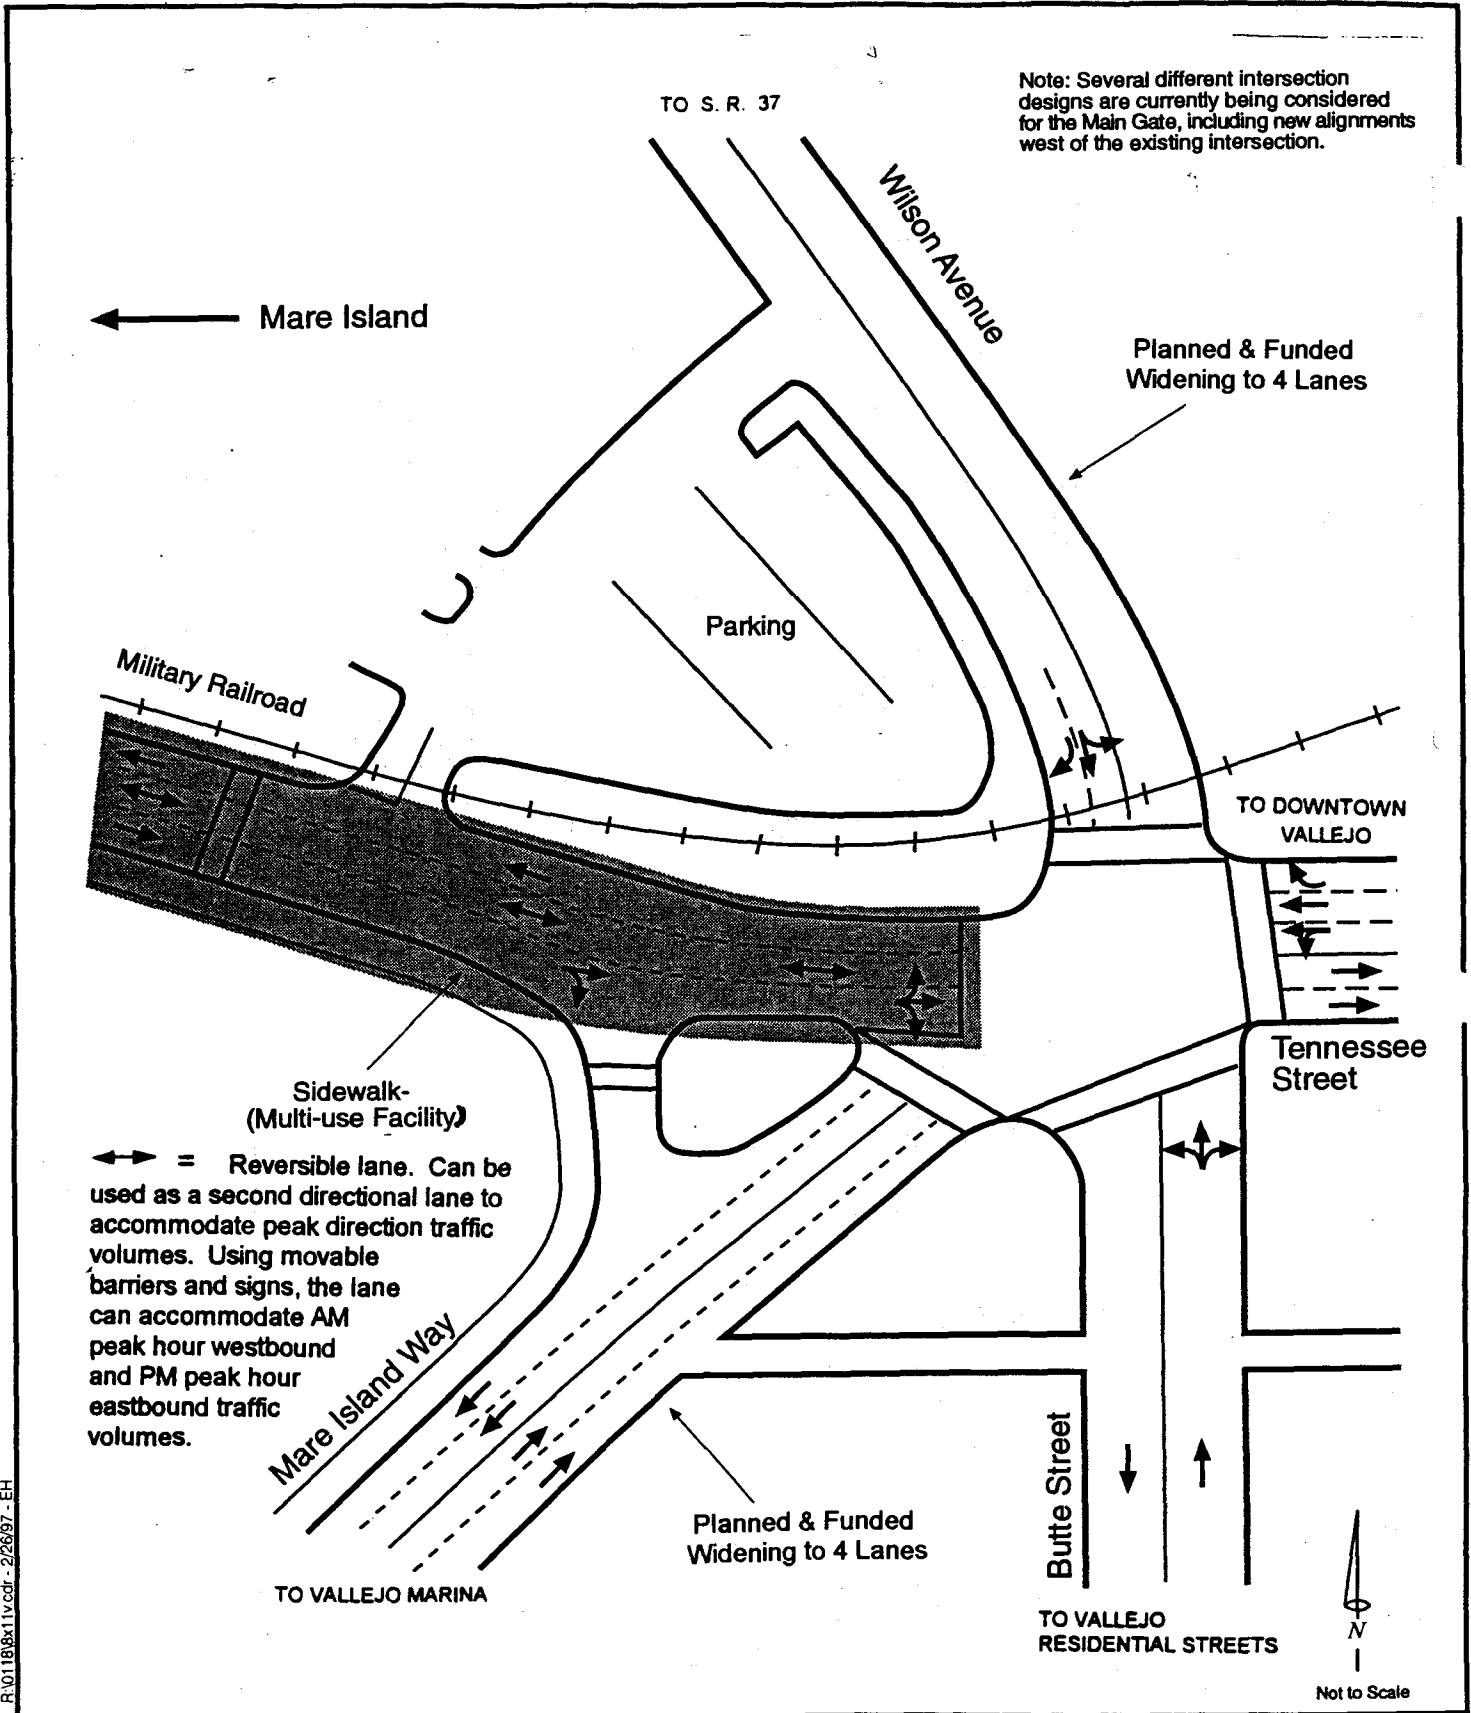 TO S. R. 37
Note: Several different intersection
designs are currently being considered
for the Main Gate, including new alignments
west of the existing intersection.
Wilson Avenue
Mare Island
Planned & Funded
Widening to 4 Lanes
Parking
Military Railroad
TO DOWNTOWN
VALLEJO
Tennessee
Street
Sidewalk-
(Multi-use Facility)
= Reversible lane. Can be
used as a second directional lane to
accommodate peak direction traffic
volumes. Using movable
barriers and signs, the lane
can accommodate AM
peak hour westbound
and PM peak hour
eastbound traffic
volumes.
Mare Island Way
Planned & Funded
Widening to 4 Lanes
Butte Street
TO VALLEJO MARINA
TO VALLEJO
RESIDENTIAL STREETS
N
Not to Scale
R:\0118\8x11v.cdr - 2/26/97 - EH